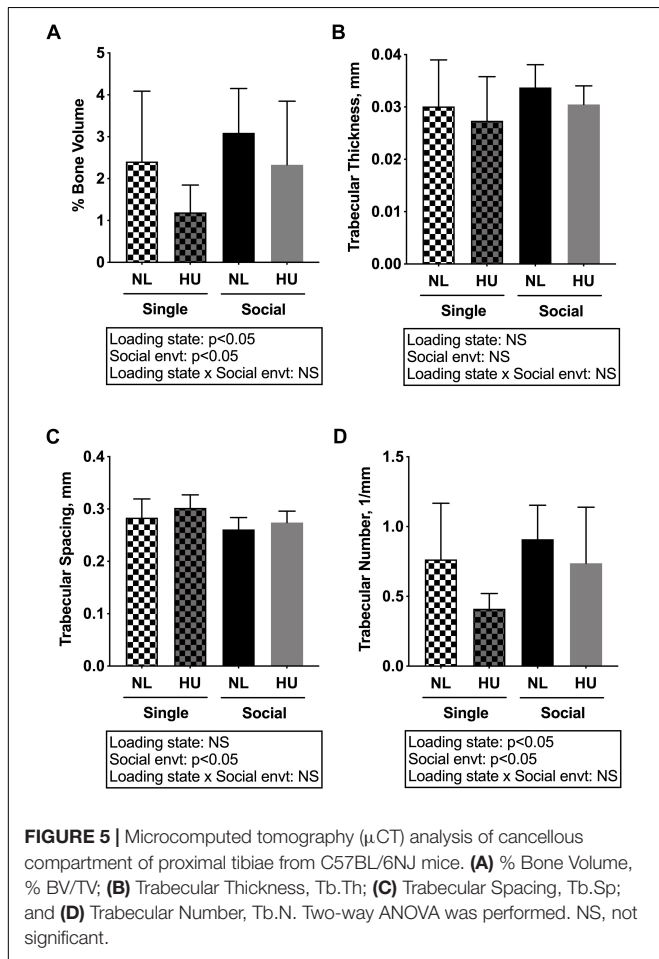 A
% Bone Volume
5
4
3
2
1
0
NL HU NL HU
Single Social
Loading state: p<0.05
Social envt: p<0.05
Loading state x Social envt: NS
B
Trabecular Thickness, mm
0.04
0.03
0.02
0.01
0.00
NL HU NL HU
Single Social
Loading state: NS
Social envt: NS
Loading state x Social envt: NS
C
Trabecular Spacing, mm
0.4
0.3
0.2
0.1
0.0
NL HU NL HU
Single Social
Loading state: NS
Social envt: p<0.05
Loading state x Social envt: NS
D
Trabecular Number, 1/mm
1.5
1.0
0.5
0.0
NL HU NL HU
Single Social
Loading state: p<0.05
Social envt: p<0.05
Loading state x Social envt: NS
FIGURE 5 | Microcomputed tomography (μCT) analysis of cancellous
compartment of proximal tibiae from C57BL/6NJ mice. (A) % Bone Volume,
% BV/TV; (B) Trabecular Thickness, Tb.Th; (C) Trabecular Spacing, Tb.Sp;
and (D) Trabecular Number, Tb.N. Two-way ANOVA was performed. NS, not
significant.